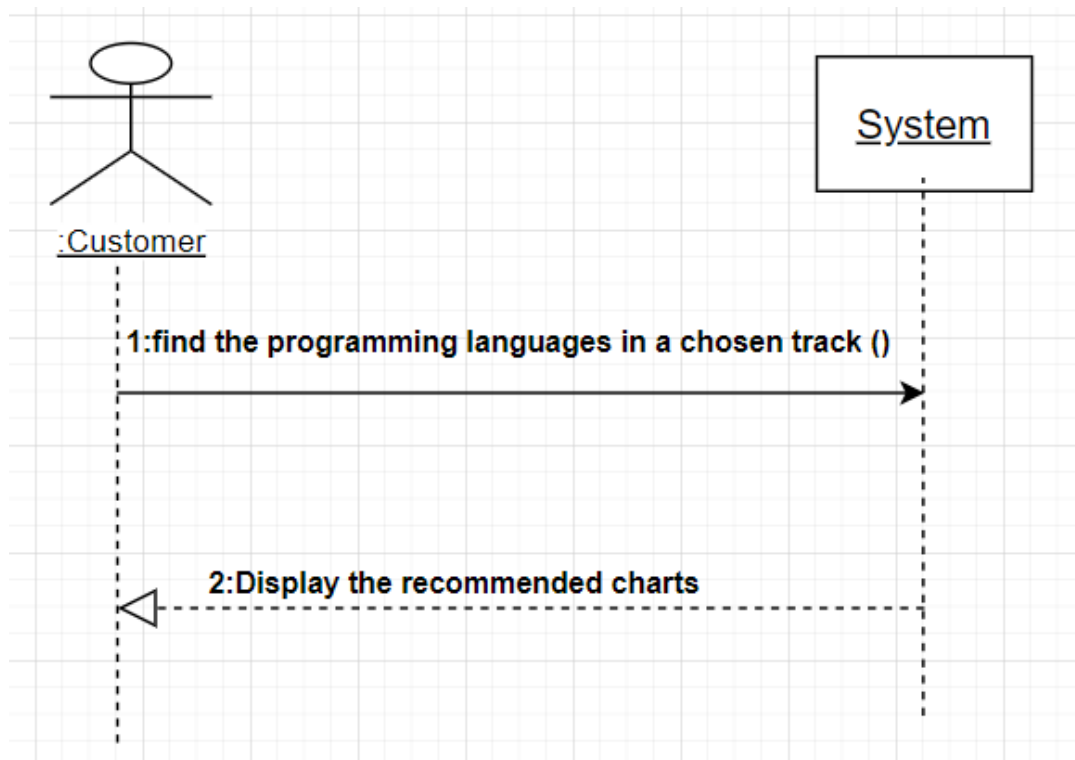 System
:Customer
1:find the programming languages in a chosen track ()
2:Display the recommended charts